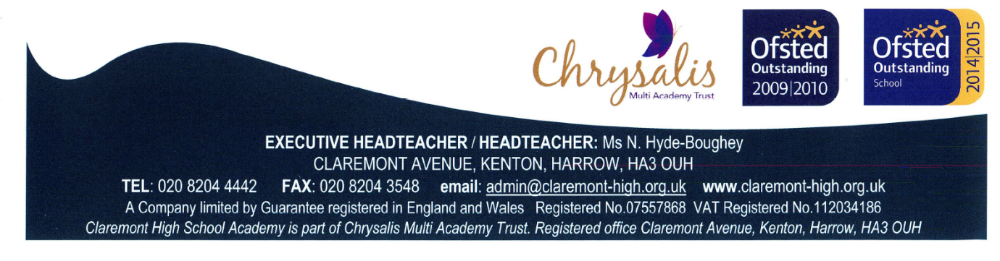 Chrysalis
Multi Academy Trust
Ofsted
Outstanding
2009|2010
Ofsted
Outstanding
School
2014|2015
EXECUTIVE HEADTEACHER / HEADTEACHER: Ms N. Hyde-Boughey
CLAREMONT AVENUE, KENTON, HARROW, HA3 OUH
TEL: 020 8204 4442 FAX: 020 8204 3548 email: admin@claremont-high.org.uk www.claremont-high.org.uk
A Company limited by Guarantee registered in England and Wales Registered No.07557868 VAT Registered No.112034186
Claremont High School Academy is part of Chrysalis Multi Academy Trust. Registered office Claremont Avenue, Kenton, Harrow, HA3 OUH